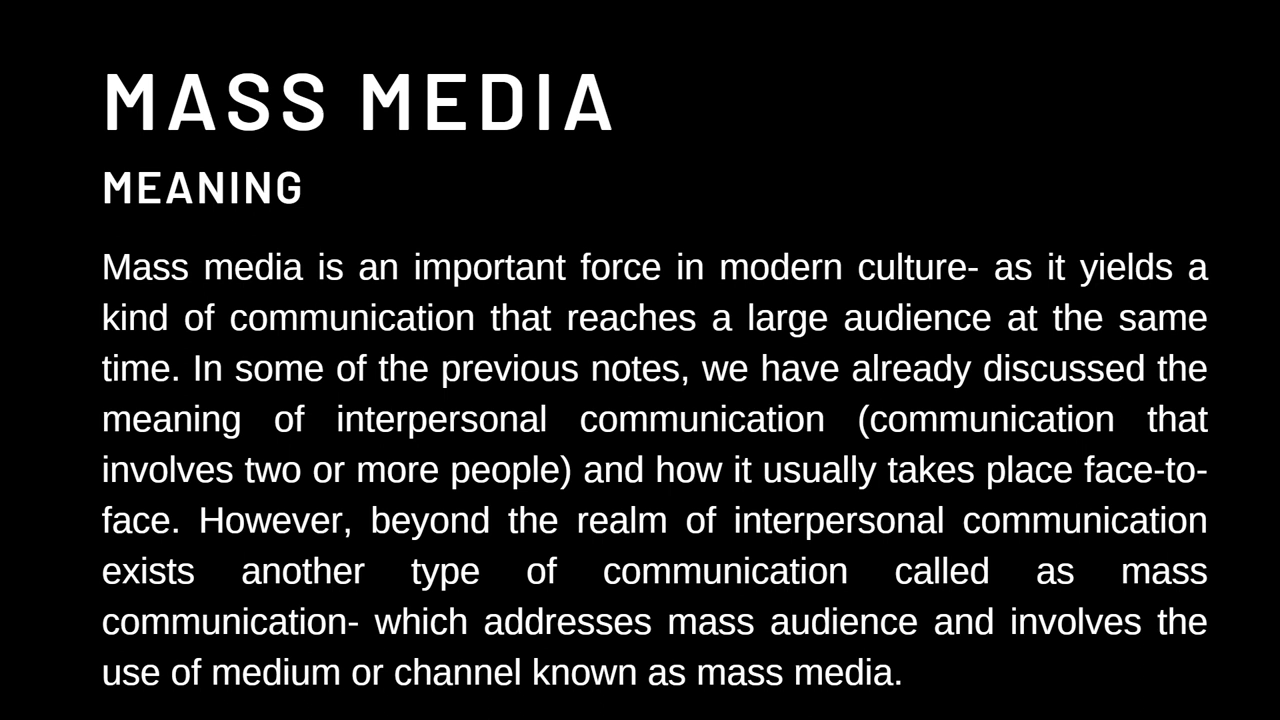 MASS MEDIA
MEANING
Mass media is an important force in modern culture- as it yields a
kind of communication that reaches a large audience at the same
time. In some of the previous notes, we have already discussed the
meaning of interpersonal communication (communication that
involves two or more people) and how it usually takes place face-to-
face. However, beyond the realm of interpersonal communication
exists another type of communication called as mass
communication- which addresses mass audience and involves the
use of medium or channel known as mass media.